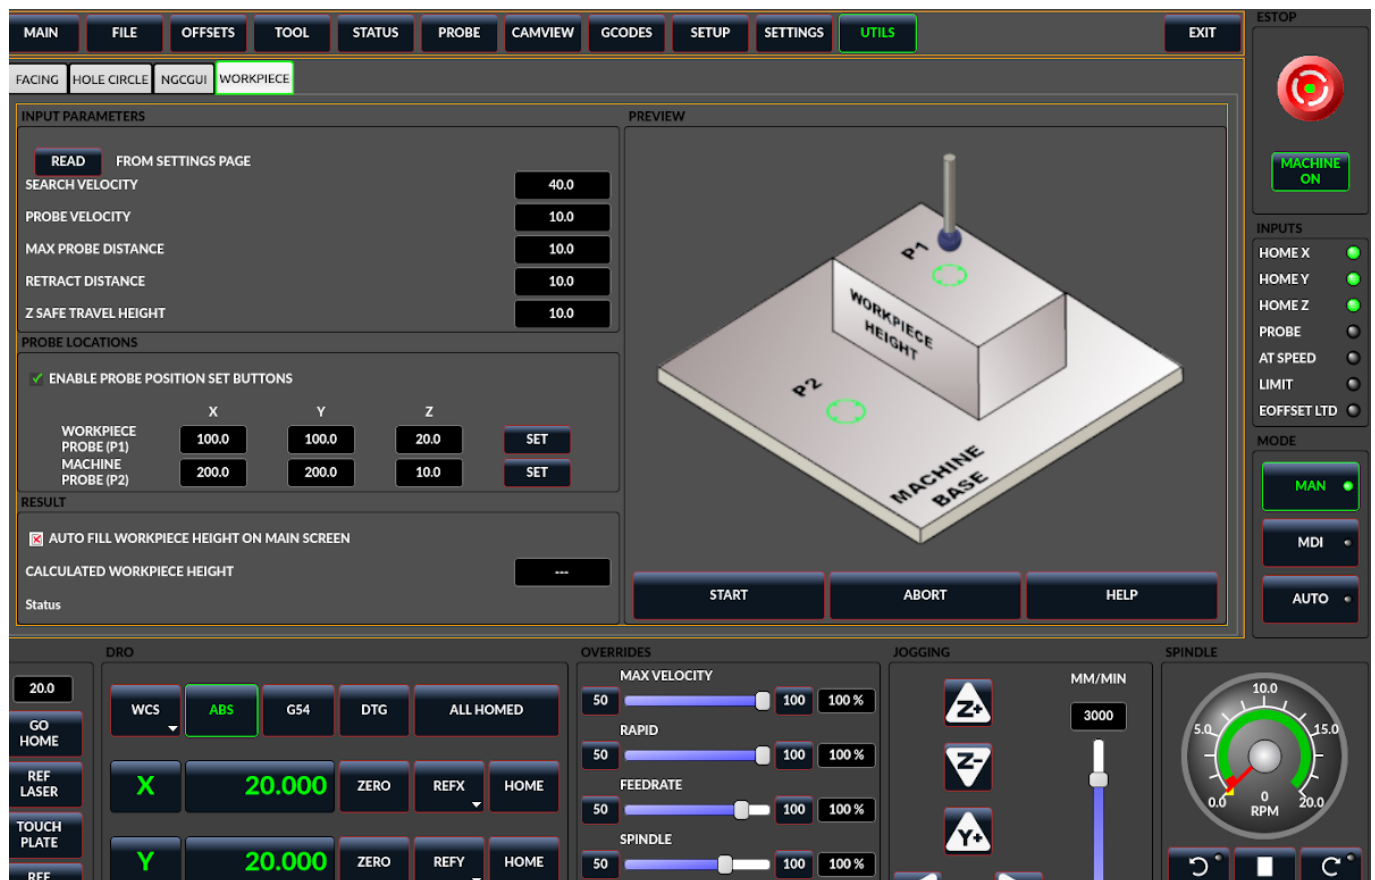 MAIN FILE OFFSETS TOOL STATUS PROBE CAMVIEW GCODES SETUP SETTINGS UTILS EXIT
FACING HOLE CIRCLE NGCGUI WORKPIECE
INPUT PARAMETERS
READ FROM SETTINGS PAGE
SEARCH VELOCITY 40.0
PROBE VELOCITY 10.0
MAX PROBE DISTANCE 10.0
RETRACT DISTANCE 10.0
Z SAFE TRAVEL HEIGHT 10.0
PROBE LOCATIONS
ENABLE PROBE POSITION SET BUTTONS
X Y Z
WORKPIECE
PROBE (P1) 100.0 100.0 20.0 SET
MACHINE
PROBE (P2) 200.0 200.0 10.0 SET
RESULT
AUTO FILL WORKPIECE HEIGHT ON MAIN SCREEN
CALCULATED WORKPIECE HEIGHT ---
Status
PREVIEW
P1
WORKPIECE
HEIGHT
P2
MACHINE
BASE
START ABORT HELP
ESTOP
MACHINE
ON
INPUTS
HOME X
HOME Y
HOME Z
PROBE
AT SPEED
LIMIT
EOFFSET LTD
MODE
MAN
MDI
AUTO
20.0
GO
HOME
REF
LASER
TOUCH
PLATE
REF
DRO
WCS ABS G54 DTG ALL HOMED
X 20.000 ZERO REFX HOME
Y 20.000 ZERO REFY HOME
OVERRIDES
MAX VELOCITY
50 100 100 %
RAPID
50 100 100 %
FEEDRATE
50 100 100 %
SPINDLE
50 100 100 %
JOGGING
MM/MIN
Z+ 3000
Z-
Y+
SPINDLE
10.0
5.0 15.0
0.0 0 20.0
RPM